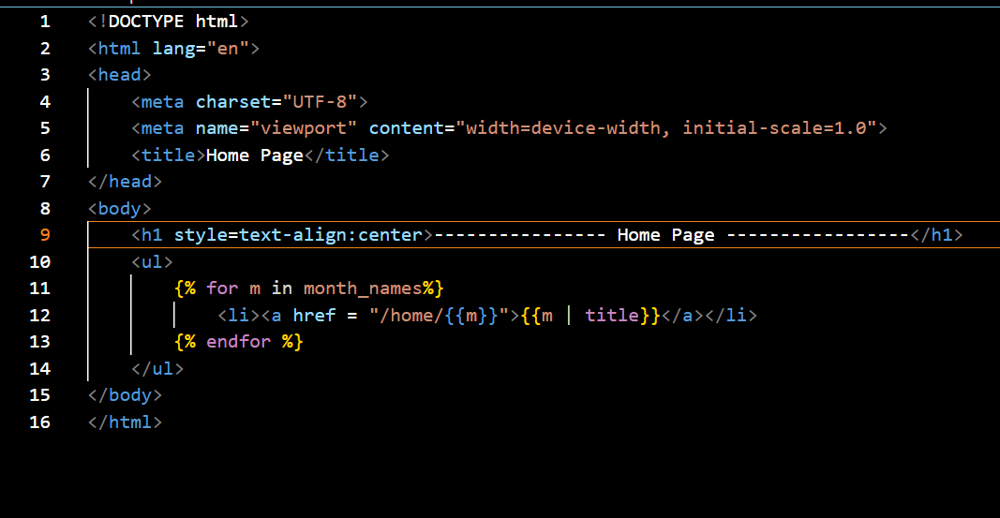 1 <!DOCTYPE html>
2 <html lang="en">
3 <head>
4     <meta charset="UTF-8">
5     <meta name="viewport" content="width=device-width, initial-scale=1.0">
6     <title>Home Page</title>
7 </head>
8 <body>
9     <h1 style=text-align:center>---------------- Home Page -----------------</h1>
10     <ul>
11         {% for m in month_names%}
12             <li><a href = "/home/{{m}}">{{m | title}}</a></li>
13         {% endfor %}
14     </ul>
15 </body>
16 </html>